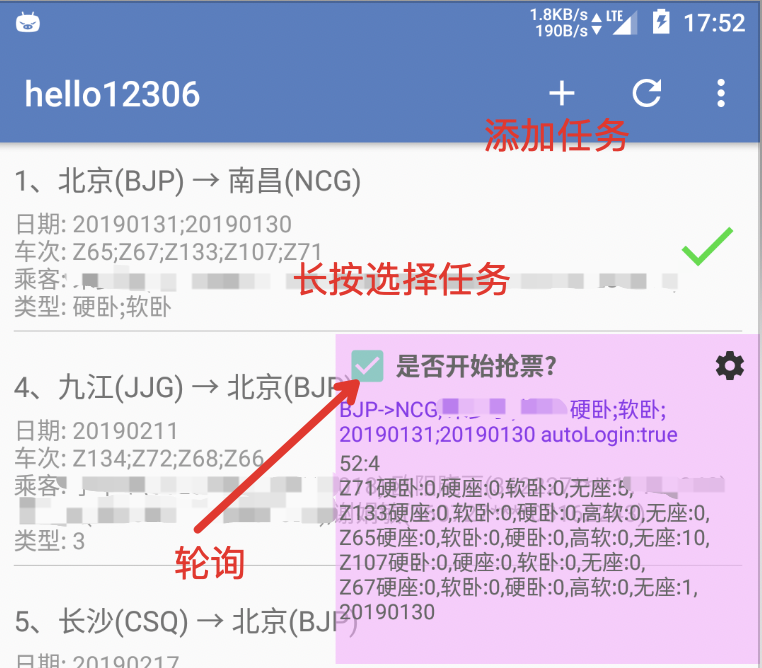 1.8KB/s
190B/s
LTE
17:52
hello12306
添加任务
1、北京(BJP) → 南昌(NCG)
日期: 20190131;20190130
车次: Z65;Z67;Z133;Z107;Z71
乘客:
长按选择任务
类型: 硬卧;软卧
4、九江(JJG) → 北京(BJP)
日期: 20190211
车次: Z134;Z72;Z68;Z66
乘客:
类型: 3
轮询
5、长沙(CSQ) → 北京(BJP)
日期: 20190217
是否开始抢票?
BJP->NCG; 硬卧;软卧;
20190131;20190130 autoLogin:true
52:4
Z71硬卧:0,硬座:0,软卧:0,无座:8,
Z133座:0,软卧:0,硬卧:0,高软:0,无座:0,
Z65硬座:0,软卧:0,硬卧:0,高软:0,无座:10,
Z107硬卧:0,硬座:0,软卧:0,无座:0,
Z67硬座:0,软卧:0,硬卧:0,高软:0,无座:1,
20190130